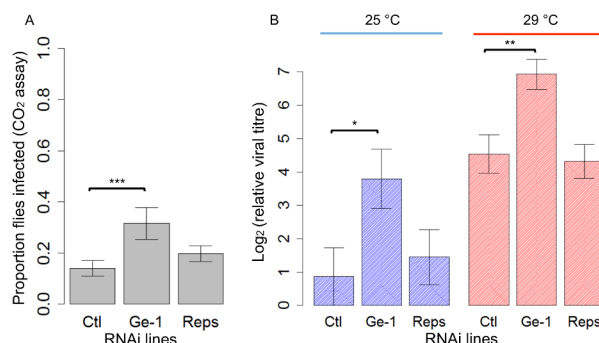 A
Proportion flies infected (CO2 assay)
1.0
0.8
0.6
0.4
0.2
0.0
***
Ctl Ge-1 Reps
RNAi lines
B
25 °C 29 °C
Log2 (relative viral titre)
7
6
5
4
3
2
1
0
*
**
Ctl Ge-1 Reps Ctl Ge-1 Reps
RNAi lines